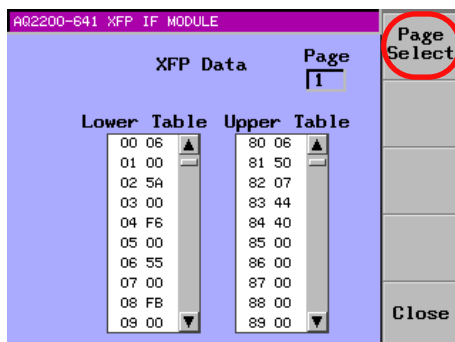 AQ2200-641 XFP IF MODULE
XFP Data
Page
1
Lower Table
00 06
01 00
02 5A
03 00
04 F6
05 00
06 55
07 00
08 FB
09 00
Upper Table
80 06
81 50
82 07
83 44
84 40
85 00
86 00
87 00
88 00
89 00
Page
Select
Close